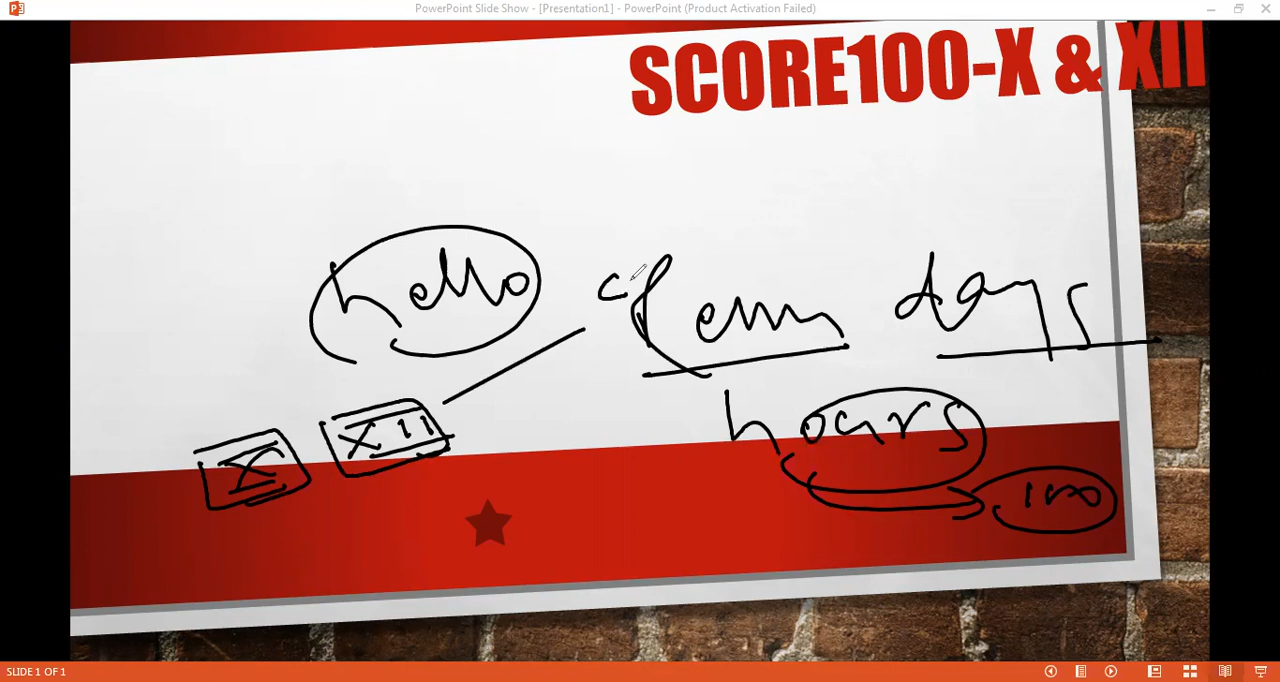 PowerPoint Slide Show - [Presentation1] - PowerPoint (Product Activation Failed)
SCORE100-X & XII
hello days
hours
X XII
100
SLIDE 1 OF 1